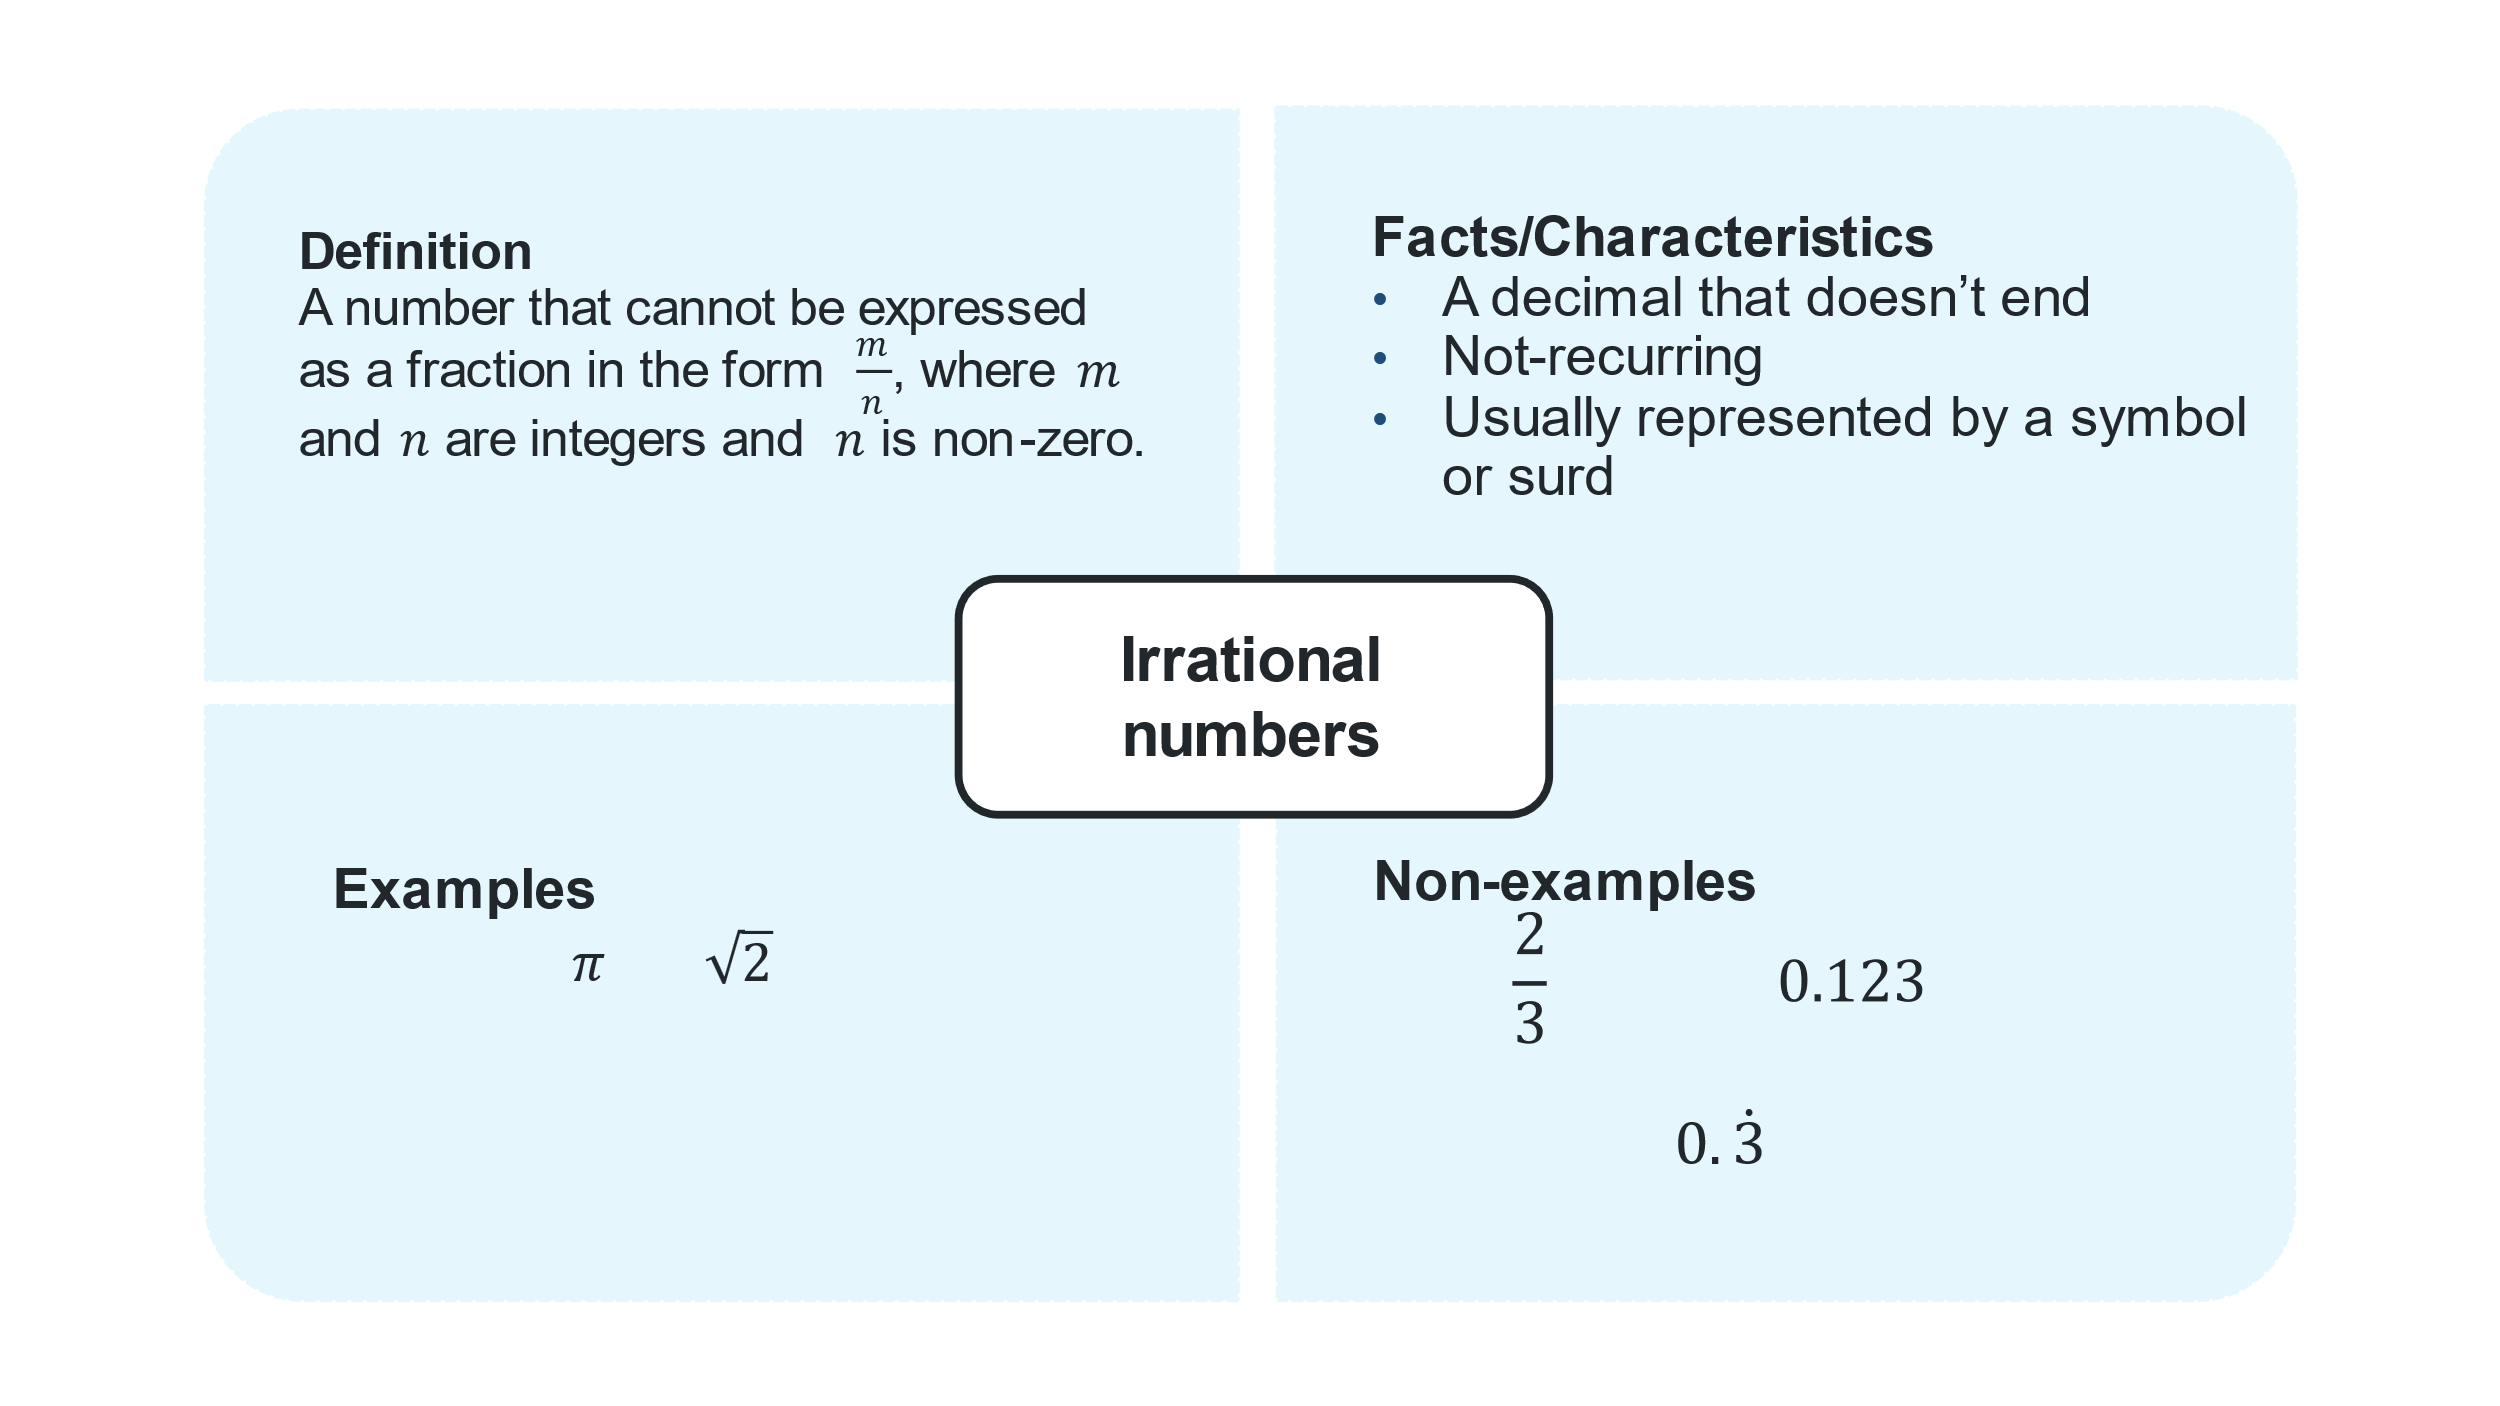 Definition
A number that cannot be expressed
as a fraction in the form m/n, where m
and n are integers and n is non-zero.
Facts/Characteristics
• A decimal that doesn’t end
• Not-recurring
• Usually represented by a symbol
or surd
Irrational
numbers
Examples
π √2
Non-examples
2/3 0.123
0.3̇